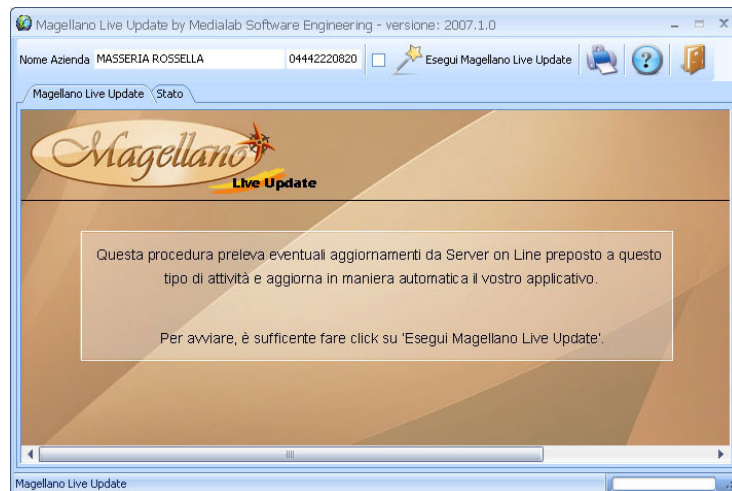 Magellano Live Update by Medialab Software Engineering - versione: 2007.1.0
Nome Azienda MASSERIA ROSSELLA 04442220820 Esegui Magellano Live Update
Magellano Live Update Stato
Magellano
Live Update
Questa procedura preleva eventuali aggiornamenti da Server on Line preposto a questo
tipo di attività e aggiorna in maniera automatica il vostro applicativo.
Per avviare, è sufficente fare click su 'Esegui Magellano Live Update'.
Magellano Live Update